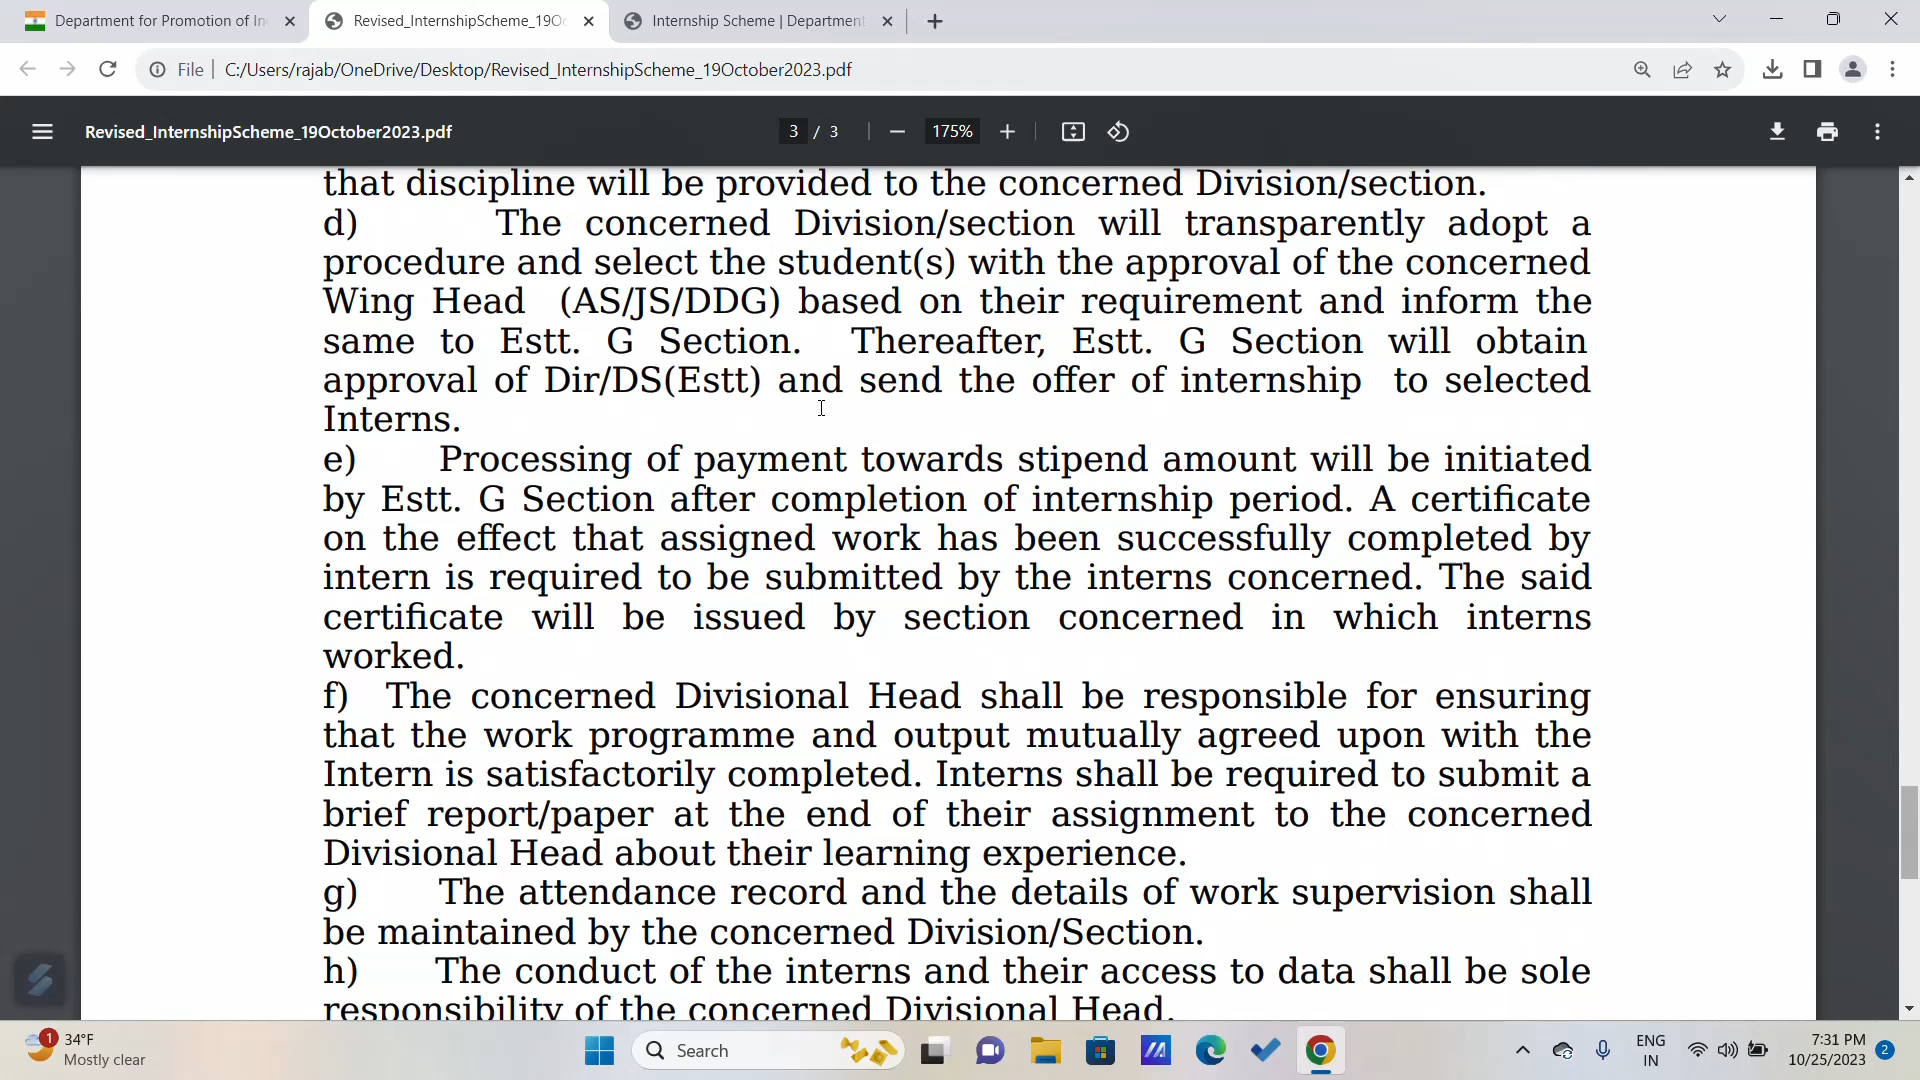 Department for Promotion of In
Revised_InternshipScheme_19Oc
Internship Scheme | Department
File
C:/Users/rajab/OneDrive/Desktop/Revised_InternshipScheme_19October2023.pdf
Revised_InternshipScheme_19October2023.pdf
3 / 3
175%
that discipline will be provided to the concerned Division/section.
d) The concerned Division/section will transparently adopt a
procedure and select the student(s) with the approval of the concerned
Wing Head (AS/JS/DDG) based on their requirement and inform the
same to Estt. G Section. Thereafter, Estt. G Section will obtain
approval of Dir/DS(Estt) and send the offer of internship to selected
Interns.
e) Processing of payment towards stipend amount will be initiated
by Estt. G Section after completion of internship period. A certificate
on the effect that assigned work has been successfully completed by
intern is required to be submitted by the interns concerned. The said
certificate will be issued by section concerned in which interns
worked.
f) The concerned Divisional Head shall be responsible for ensuring
that the work programme and output mutually agreed upon with the
Intern is satisfactorily completed. Interns shall be required to submit a
brief report/paper at the end of their assignment to the concerned
Divisional Head about their learning experience.
g) The attendance record and the details of work supervision shall
be maintained by the concerned Division/Section.
h) The conduct of the interns and their access to data shall be sole
responsibility of the concerned Divisional Head.
1
34°F
Mostly clear
Search
ENG
IN
7:31 PM
10/25/2023
2